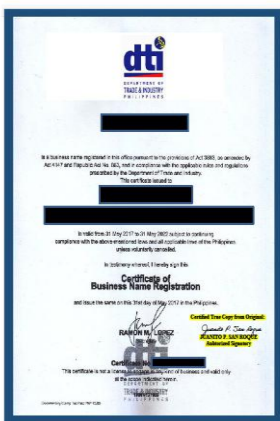 dti
DEPARTMENT OF
TRADE & INDUSTRY
PHILIPPINES
is a business name registered in this office pursuant to the provisions of Act 3883, as amended by
Act 4147 and Republic Act No. 863, and in compliance with the applicable rules and regulations
prescribed by the Department of Trade and Industry.
This certificate issued to
is valid from 31 May 2017 to 31 May 2022 subject to continuing
compliance with the above-mentioned laws and all applicable laws of the Philippines,
unless voluntarily cancelled.
In testimony whereof, I hereby sign this
Certificate of
Business Name Registration
and issue the same on this 31st day of May 2017 in the Philippines.
Certified True Copy from Original:
RAMON M. LOPEZ
JUANITO P. SAN ROQUE
Authorized Signatory
Certificate
This certificate is not a license to engage in any kind of business and valid only
at the scope indicated herein.
DEPARTMENT OF
PHILIPPINES